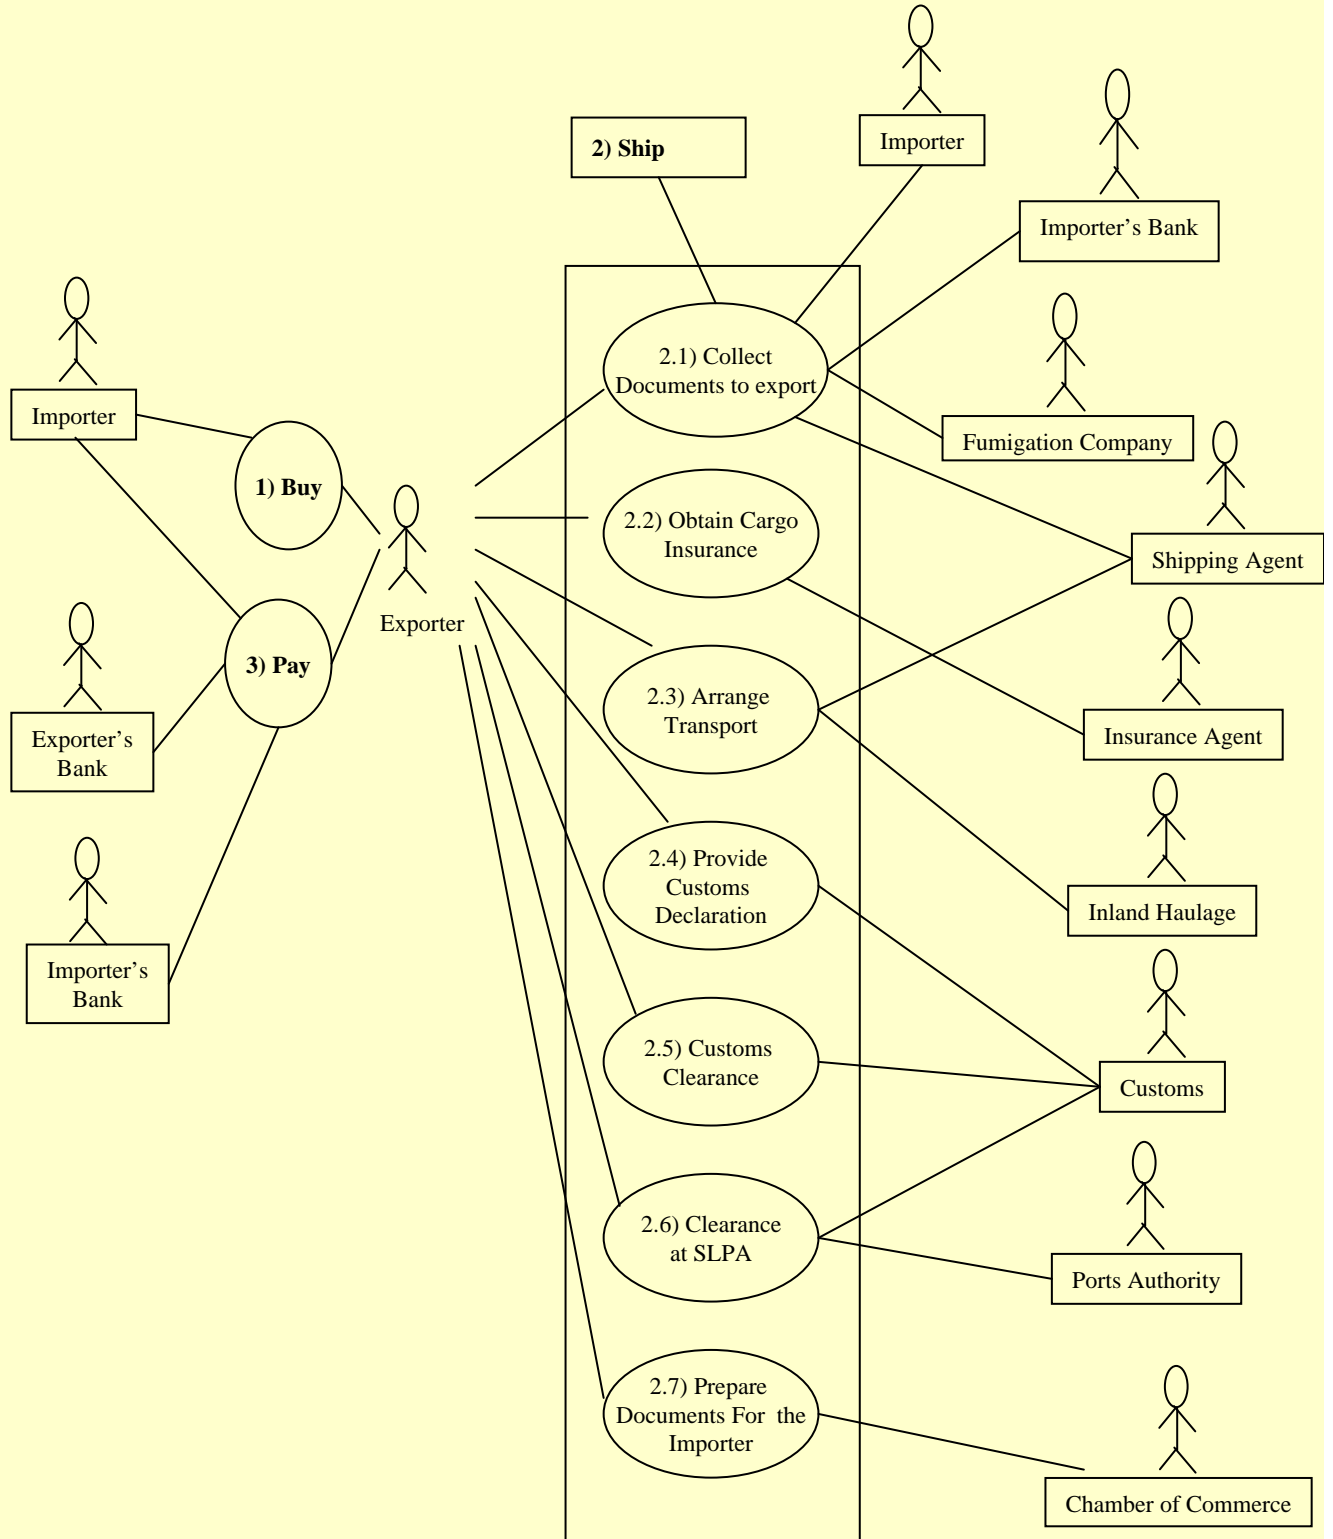 Importer
2) Ship
Importer's Bank
2.1) Collect
Documents to export
Importer
Fumigation Company
1) Buy
2.2) Obtain Cargo
Insurance
Shipping Agent
Exporter
3) Pay
2.3) Arrange
Transport
Exporter's
Bank
Insurance Agent
2.4) Provide
Customs
Declaration
Inland Haulage
Importer's
Bank
2.5) Customs
Clearance
Customs
2.6) Clearance
at SLPA
Ports Authority
2.7) Prepare
Documents For the
Importer
Chamber of Commerce